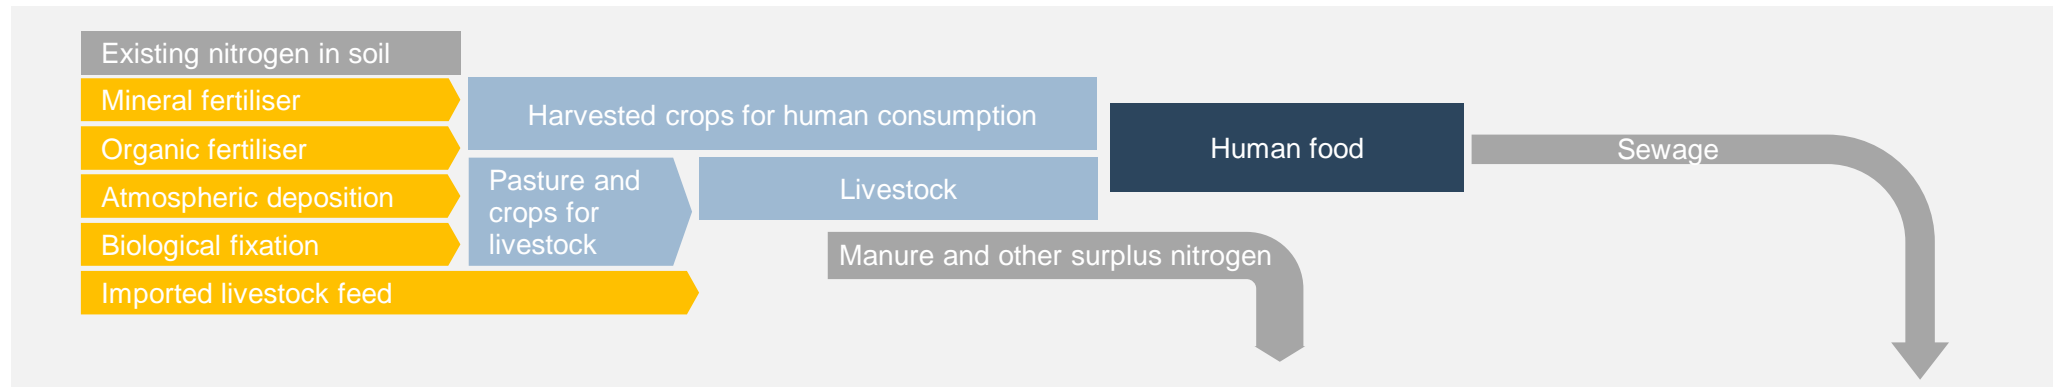 Existing nitrogen in soil
Mineral fertiliser
Organic fertiliser
Atmospheric deposition
Biological fixation
Imported livestock feed
Harvested crops for human consumption
Pasture and
crops for
livestock
Livestock
Manure and other surplus nitrogen
Human food
Sewage